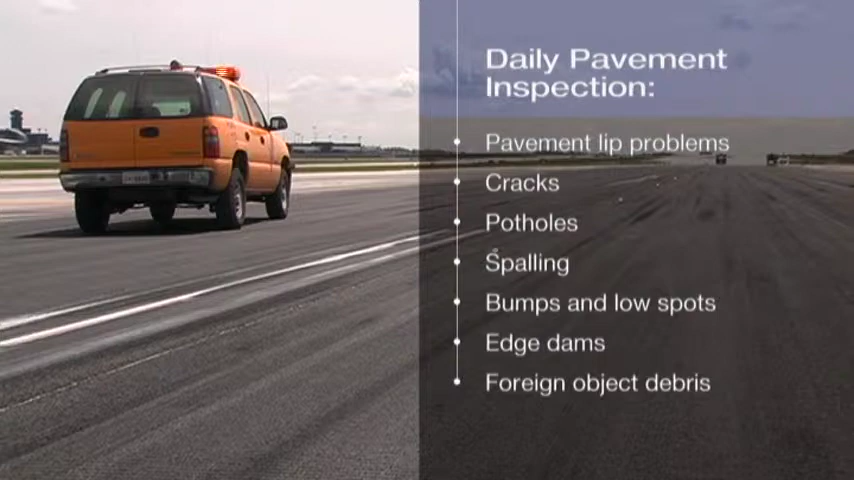 Daily Pavement
Inspection:
Pavement lip problems
Cracks
Potholes
Spalling
Bumps and low spots
Edge dams
Foreign object debris